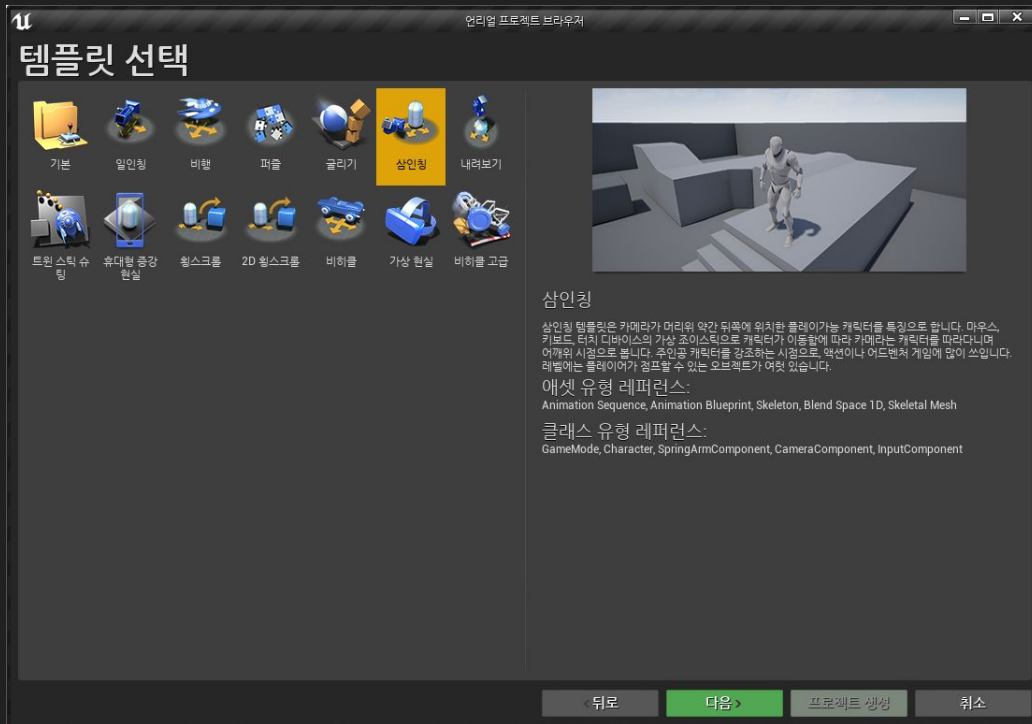 언리얼 프로젝트 브라우저
템플릿 선택
기본
일인칭
비행
퍼즐
굴리기
삼인칭
내려보기
트윈 스틱 슈
팅
휴대형 증강
현실
횡스크롤
2D 횡스크롤
비히클
가상 현실
비히클 고급
삼인칭
삼인칭 템플릿은 카메라가 머리위 약간 뒤쪽에 위치한 플레이가능 캐릭터를 특징으로 합니다. 마우스,
키보드, 터치 디바이스의 가상 조이스틱으로 캐릭터가 이동함에 따라 카메라는 캐릭터를 따라다니며
어깨위 시점으로 봅니다. 주인공 캐릭터를 강조하는 시점으로, 액션이나 어드벤처 게임에 많이 쓰입니다.
레벨에는 플레이어가 점프할 수 있는 오브젝트가 여럿 있습니다.
애셋 유형 레퍼런스:
Animation Sequence, Animation Blueprint, Skeleton, Blend Space 1D, Skeletal Mesh
클래스 유형 레퍼런스:
GameMode, Character, SpringArmComponent, CameraComponent, InputComponent
<뒤로
다음>
프로젝트 생성
취소